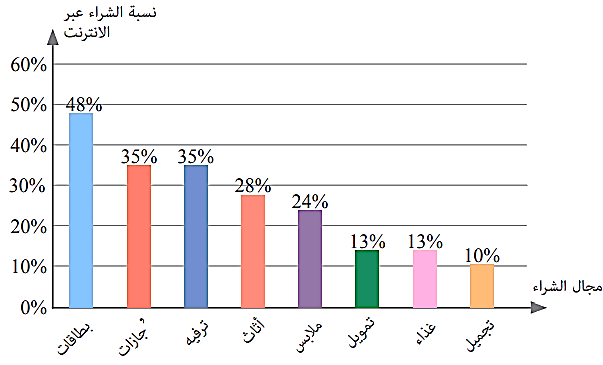 نسبة الشراء عبر
الانترنت
60%
50%
48%
40%
35%
35%
30%
28%
24%
20%
13%
13%
10%
10%
0%
مجال الشراء
بطاقات
ترفيه
أثاث
ملابس
تمويل
غذاء
تجميل